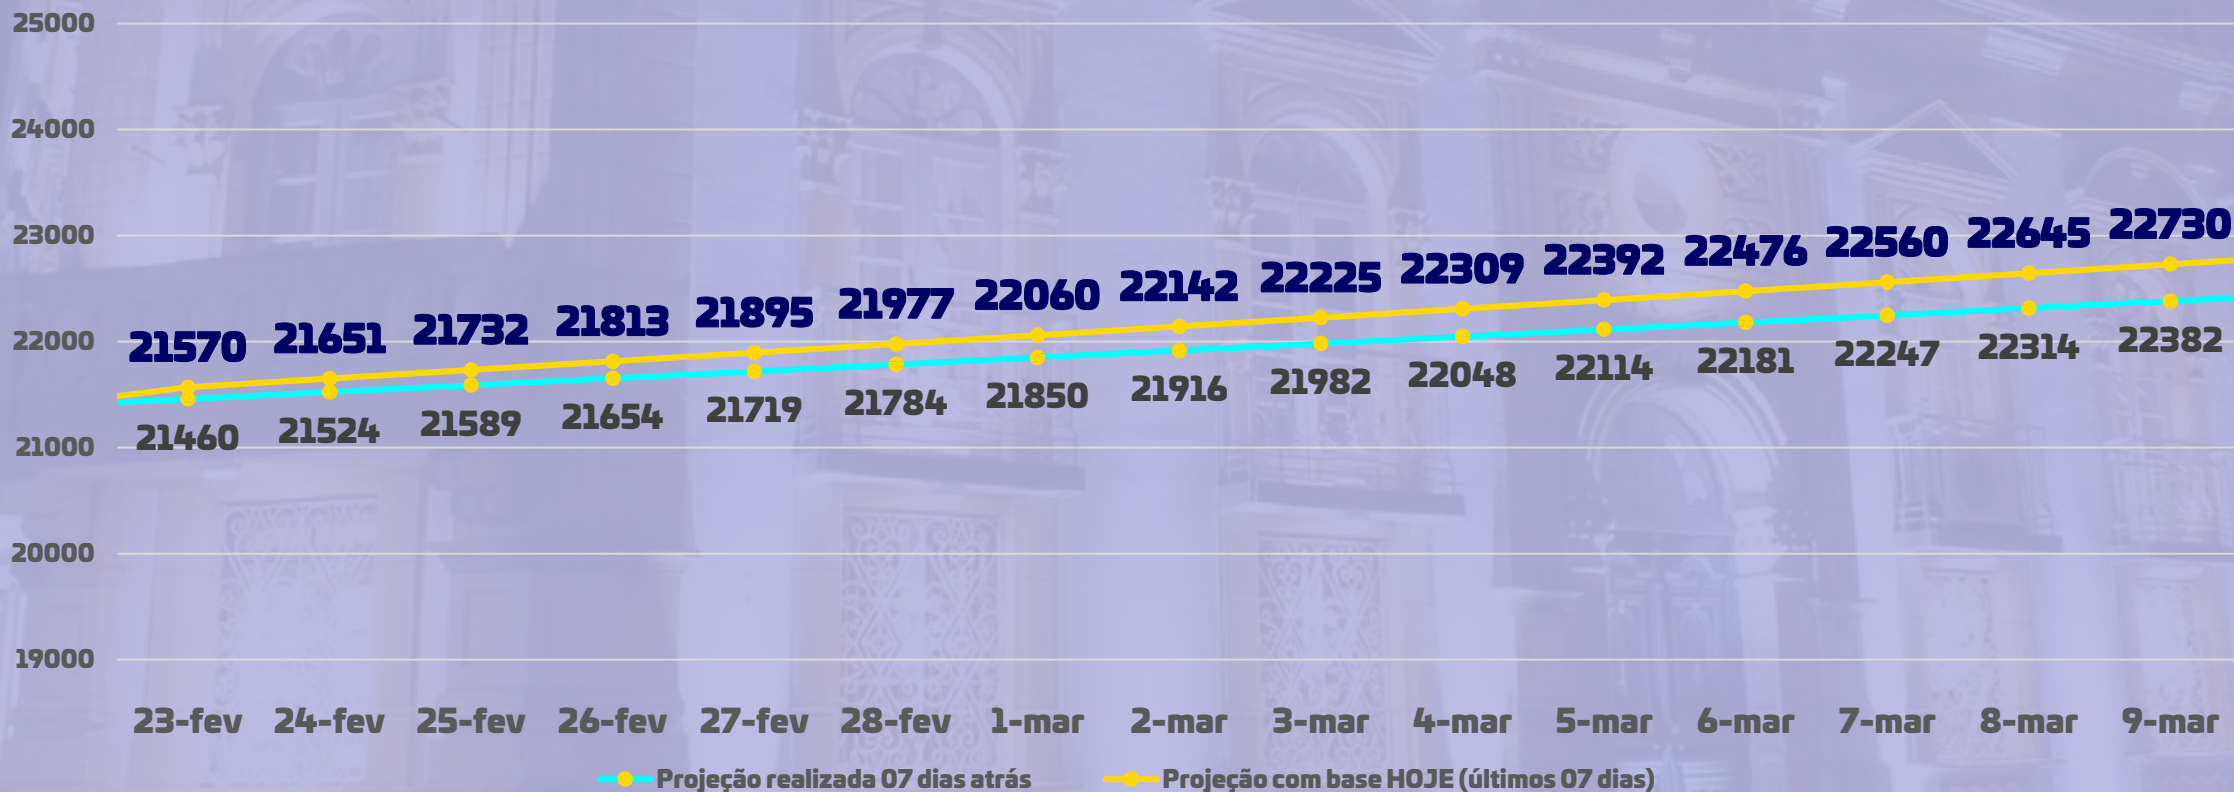 25000
24000
23000
22000
21000
20000
19000
21570 21651 21732 21813 21895 21977 22060 22142 22225 22309 22392 22476 22560 22645 22730
21460 21524 21589 21654 21719 21784 21850 21916 21982 22048 22114 22181 22247 22314 22382
23-fev 24-fev 25-fev 26-fev 27-fev 28-fev 1-mar 2-mar 3-mar 4-mar 5-mar 6-mar 7-mar 8-mar 9-mar
Projeção realizada 07 dias atrás Projeção com base HOJE (últimos 07 dias)